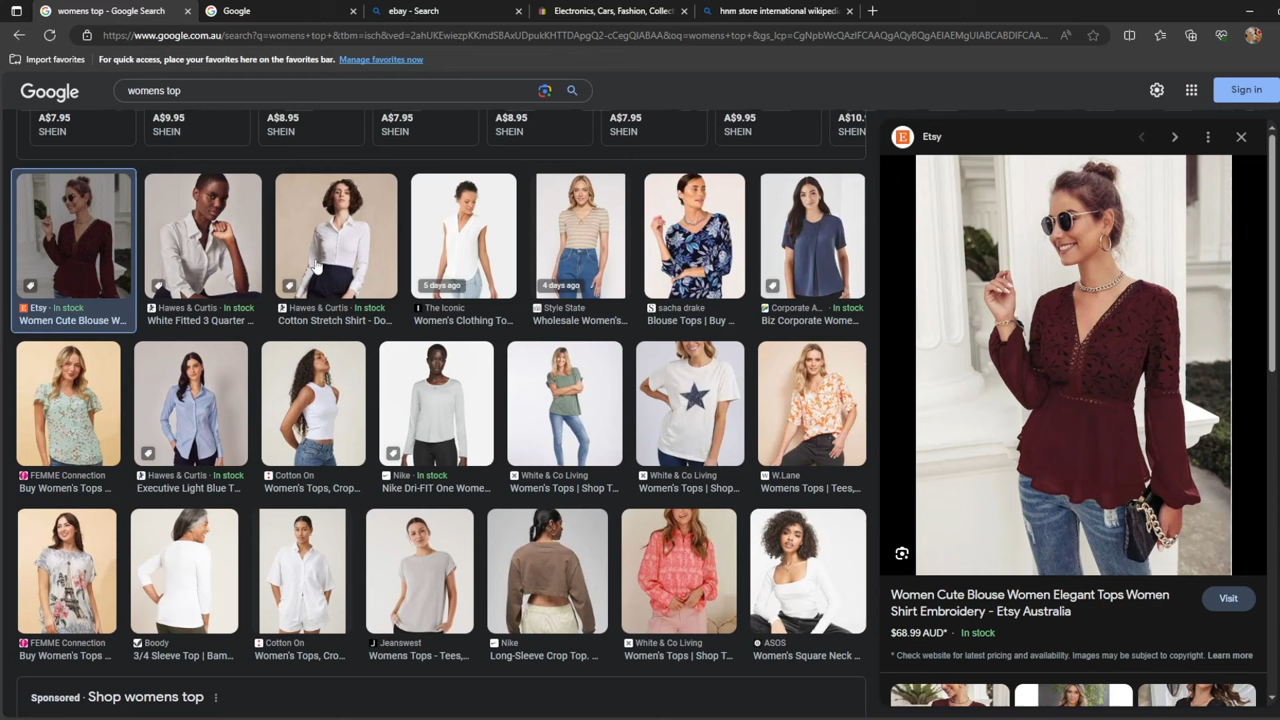 womens top - Google Search
Google
ebay - Search
Electronics, Cars, Fashion, Collect
hnm store international wikiped
https://www.google.com.au/search?q=womens+top+&tbm=isch&ved=2ahUKEwiezpKkmdSBAxUDpukKHTTDApgQ2-cCegQIABAA&oq=womens+top+&gs_lcp=CgNpbWcQAzIFCAAQgAQyBQgAEIAEMgUIABCABDIFCAA...
Import favorites
For quick access, place your favorites here on the favorites bar. Manage favorites now
Google
womens top
Sign in
A$7.95
A$9.95
A$8.95
A$7.95
A$8.95
A$7.95
A$9.95
A$10.9
SHEIN
SHEIN
SHEIN
SHEIN
SHEIN
SHEIN
SHEIN
SHEIN
5 days ago
4 days ago
Etsy · In stock
Women Cute Blouse W...
Hawes & Curtis · In stock
White Fitted 3 Quarter ...
Hawes & Curtis · In stock
Cotton Stretch Shirt - Do...
The Iconic
Women's Clothing To...
Style State
Wholesale Women's...
sacha drake
Blouse Tops | Buy ...
Corporate A... · In stock
Biz Corporate Wome...
FEMME Connection
Buy Women's Tops ...
Hawes & Curtis · In stock
Executive Light Blue T...
Cotton On
Women's Tops, Crop...
Nike · In stock
Nike Dri-FIT One Wome...
White & Co Living
Women's Tops | Shop T...
White & Co Living
Women's Tops | Shop...
W.Lane
Womens Tops | Tees,...
FEMME Connection
Buy Women's Tops ...
Boody
3/4 Sleeve Top | Bam...
Cotton On
Women's Tops, Cro...
Jeanswest
Womens Tops - Tees,...
Nike
Long-Sleeve Crop Top. ...
White & Co Living
Women's Tops | Shop T...
ASOS
Women's Square Neck ...
Sponsored · Shop womens top
Etsy
Women Cute Blouse Women Elegant Tops Women
Shirt Embroidery - Etsy Australia
Visit
$68.99 AUD* · In stock
* Check website for latest pricing and availability. Images may be subject to copyright. Learn more